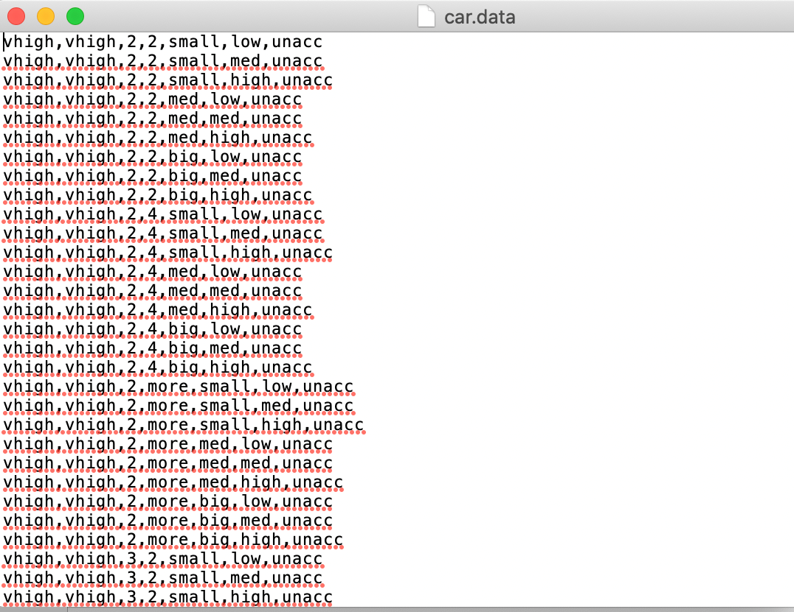 car.data
vhigh,vhigh,2,2,small,low,unacc
vhigh,vhigh,2,2,small,med,unacc
vhigh,vhigh,2,2,small,high,unacc
vhigh,vhigh,2,2,med,low,unacc
vhigh,vhigh,2,2,med,med,unacc
vhigh,vhigh,2,2,med,high,unacc
vhigh,vhigh,2,2,big,low,unacc
vhigh,vhigh,2,2,big,med,unacc
vhigh,vhigh,2,2,big,high,unacc
vhigh,vhigh,2,4,small,low,unacc
vhigh,vhigh,2,4,small,med,unacc
vhigh,vhigh,2,4,small,high,unacc
vhigh,vhigh,2,4,med,low,unacc
vhigh,vhigh,2,4,med,med,unacc
vhigh,vhigh,2,4,med,high,unacc
vhigh,vhigh,2,4,big,low,unacc
vhigh,vhigh,2,4,big,med,unacc
vhigh,vhigh,2,4,big,high,unacc
vhigh,vhigh,2,more,small,low,unacc
vhigh,vhigh,2,more,small,med,unacc
vhigh,vhigh,2,more,small,high,unacc
vhigh,vhigh,2,more,med,low,unacc
vhigh,vhigh,2,more,med,med,unacc
vhigh,vhigh,2,more,med,high,unacc
vhigh,vhigh,2,more,big,low,unacc
vhigh,vhigh,2,more,big,med,unacc
vhigh,vhigh,2,more,big,high,unacc
vhigh,vhigh,3,2,small,low,unacc
vhigh,vhigh,3,2,small,med,unacc
vhigh,vhigh,3,2,small,high,unacc